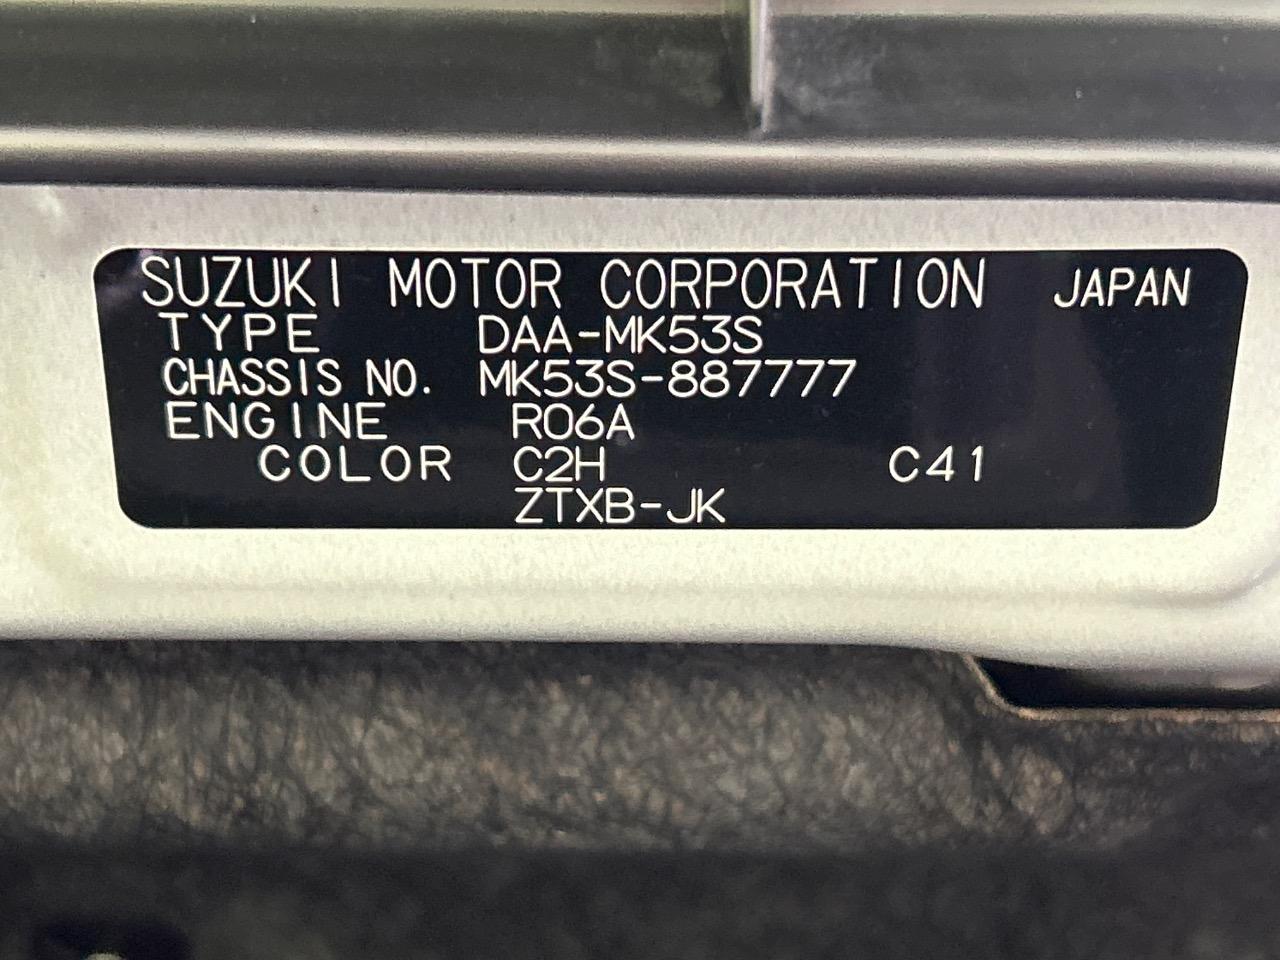 SUZUKI MOTOR CORPORATION JAPAN
TYPE DAA-MK53S
CHASSIS NO. MK53S-887777
ENGINE R06A
COLOR C2H C41
ZTXB-JK